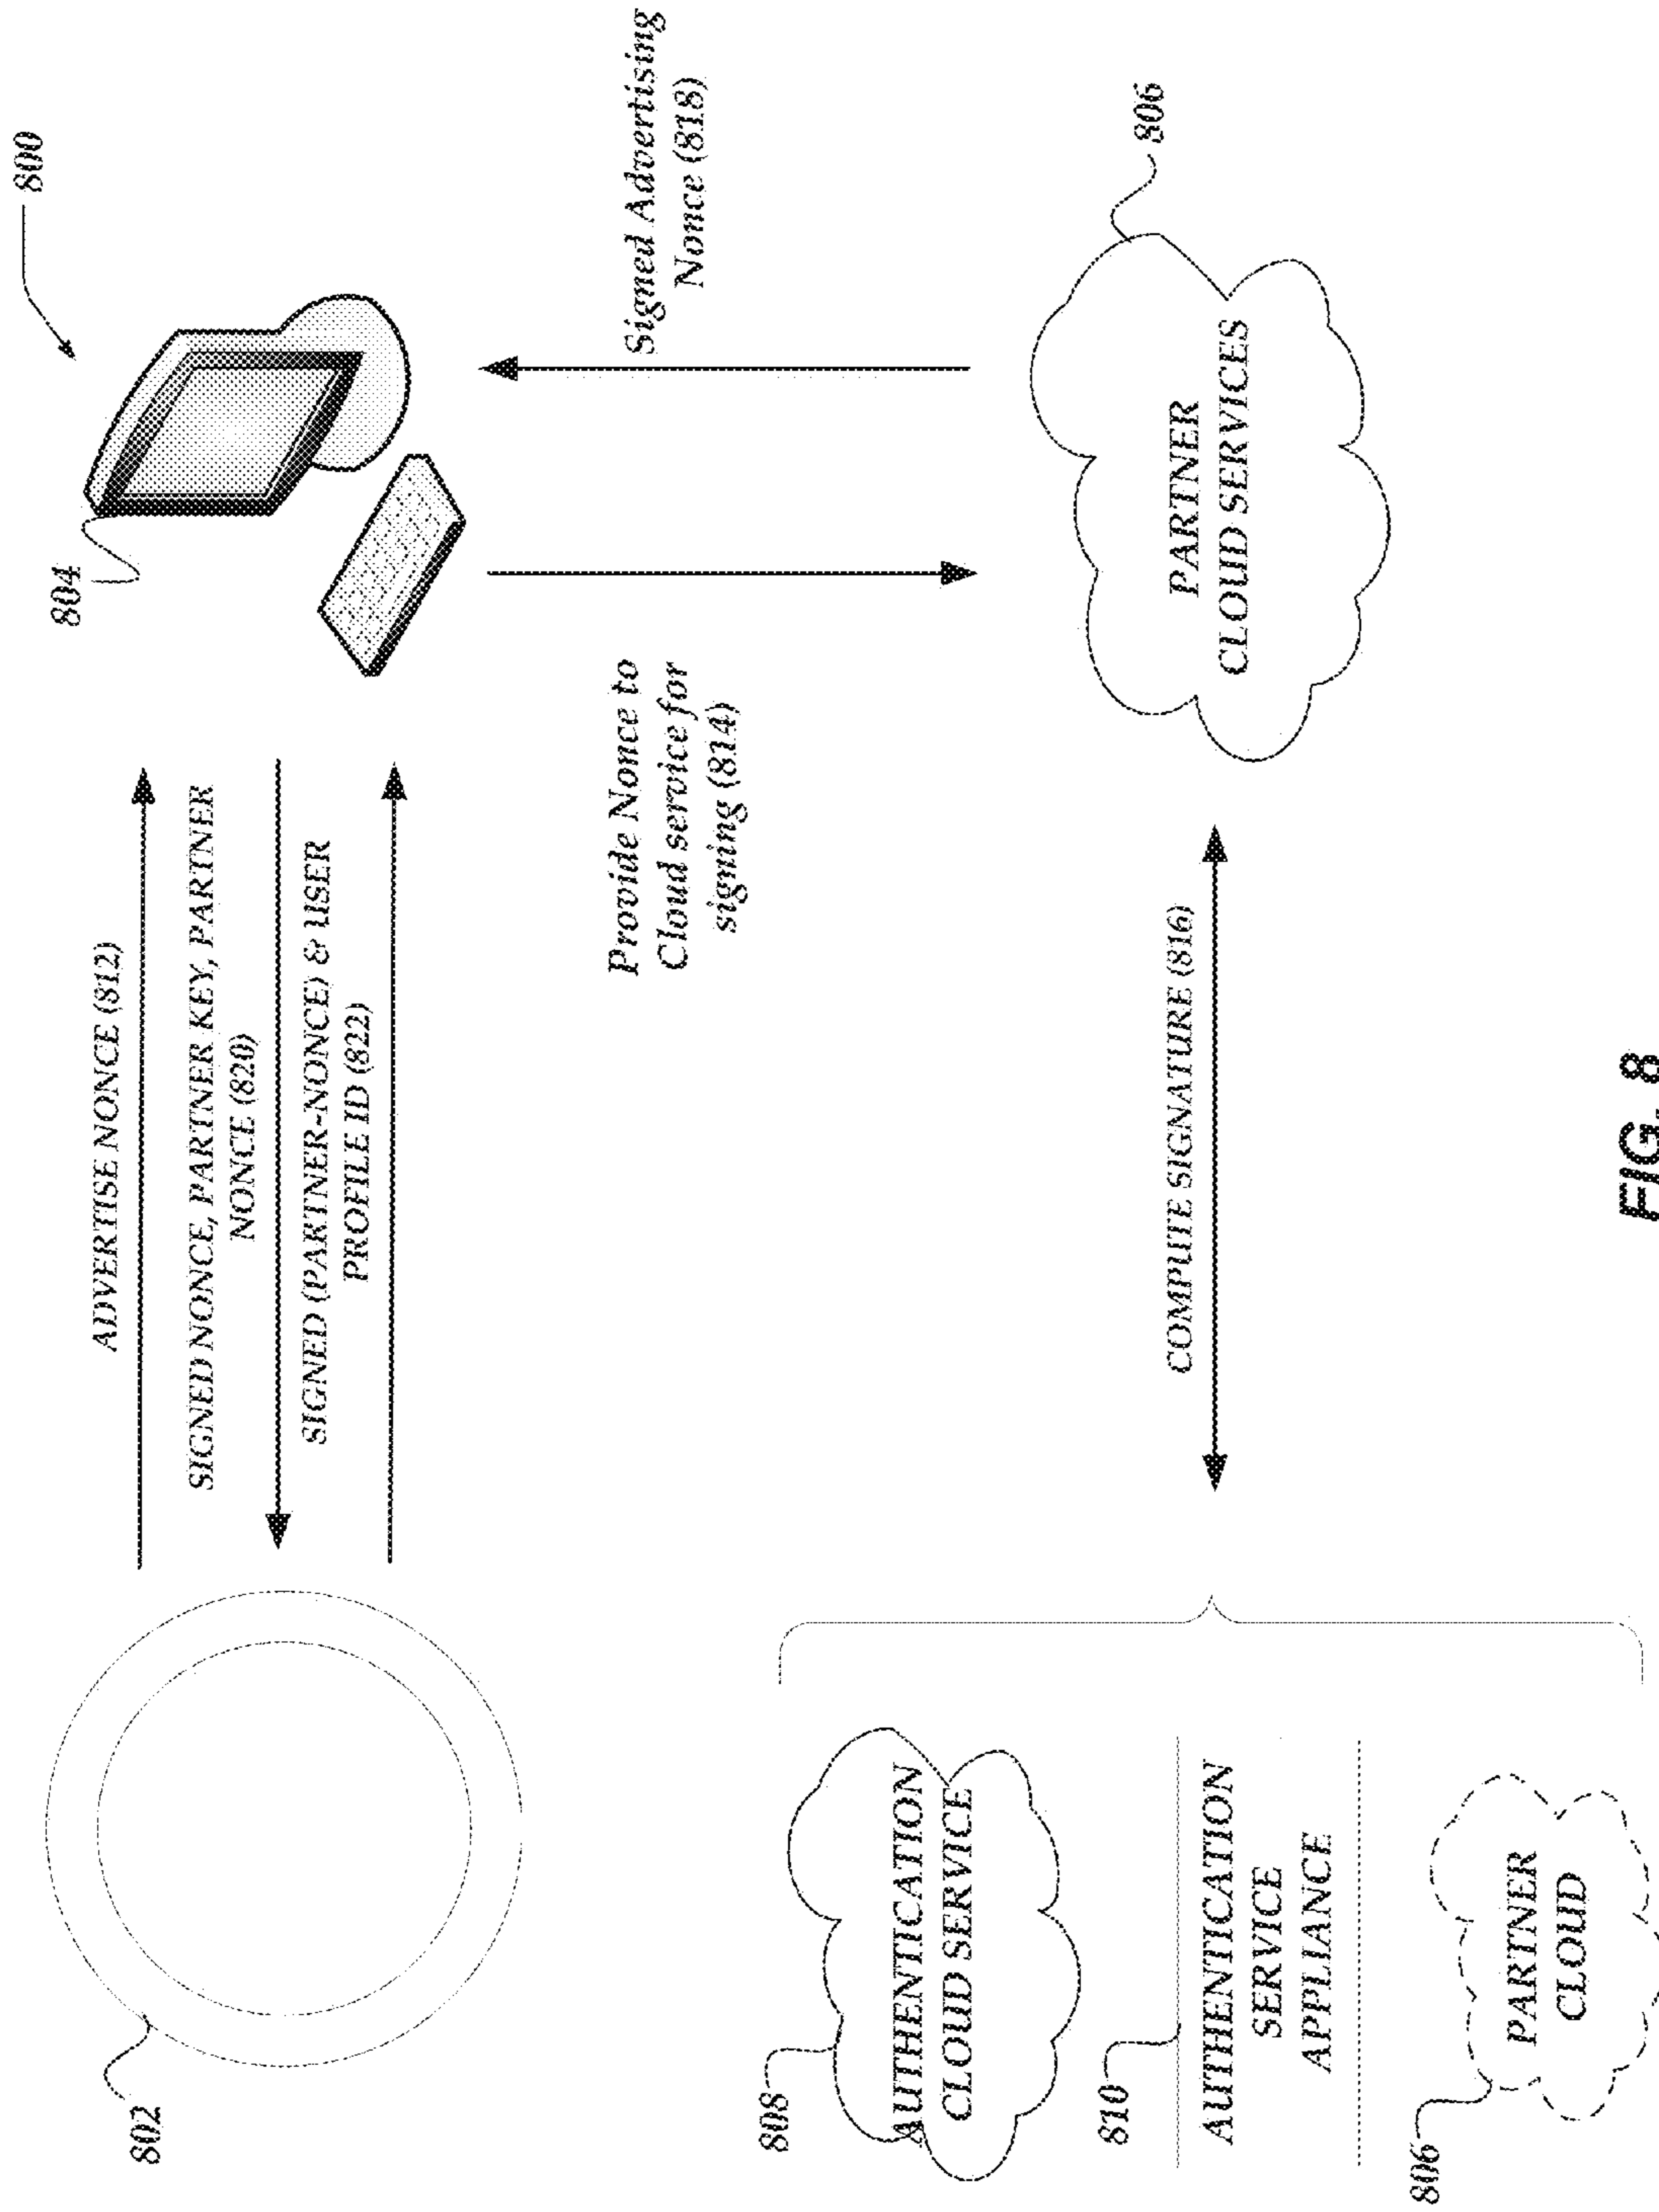 800
804
802
ADVERTISE NONCE (812)
SIGNED NONCE, PARTNER KEY, PARTNER
NONCE (820)
SIGNED (PARTNER-NONCE) & USER
PROFILE ID (822)
Provide Nonce to
Cloud service for
signing (814)
Signed Advertising
Nonce (818)
808
AUTHENTICATION
CLOUD SERVICE
810
AUTHENTICATION
SERVICE
APPLIANCE
806
PARTNER
CLOUD
COMPUTE SIGNATURE (816)
806
PARTNER
CLOUD SERVICES
FIG. 8